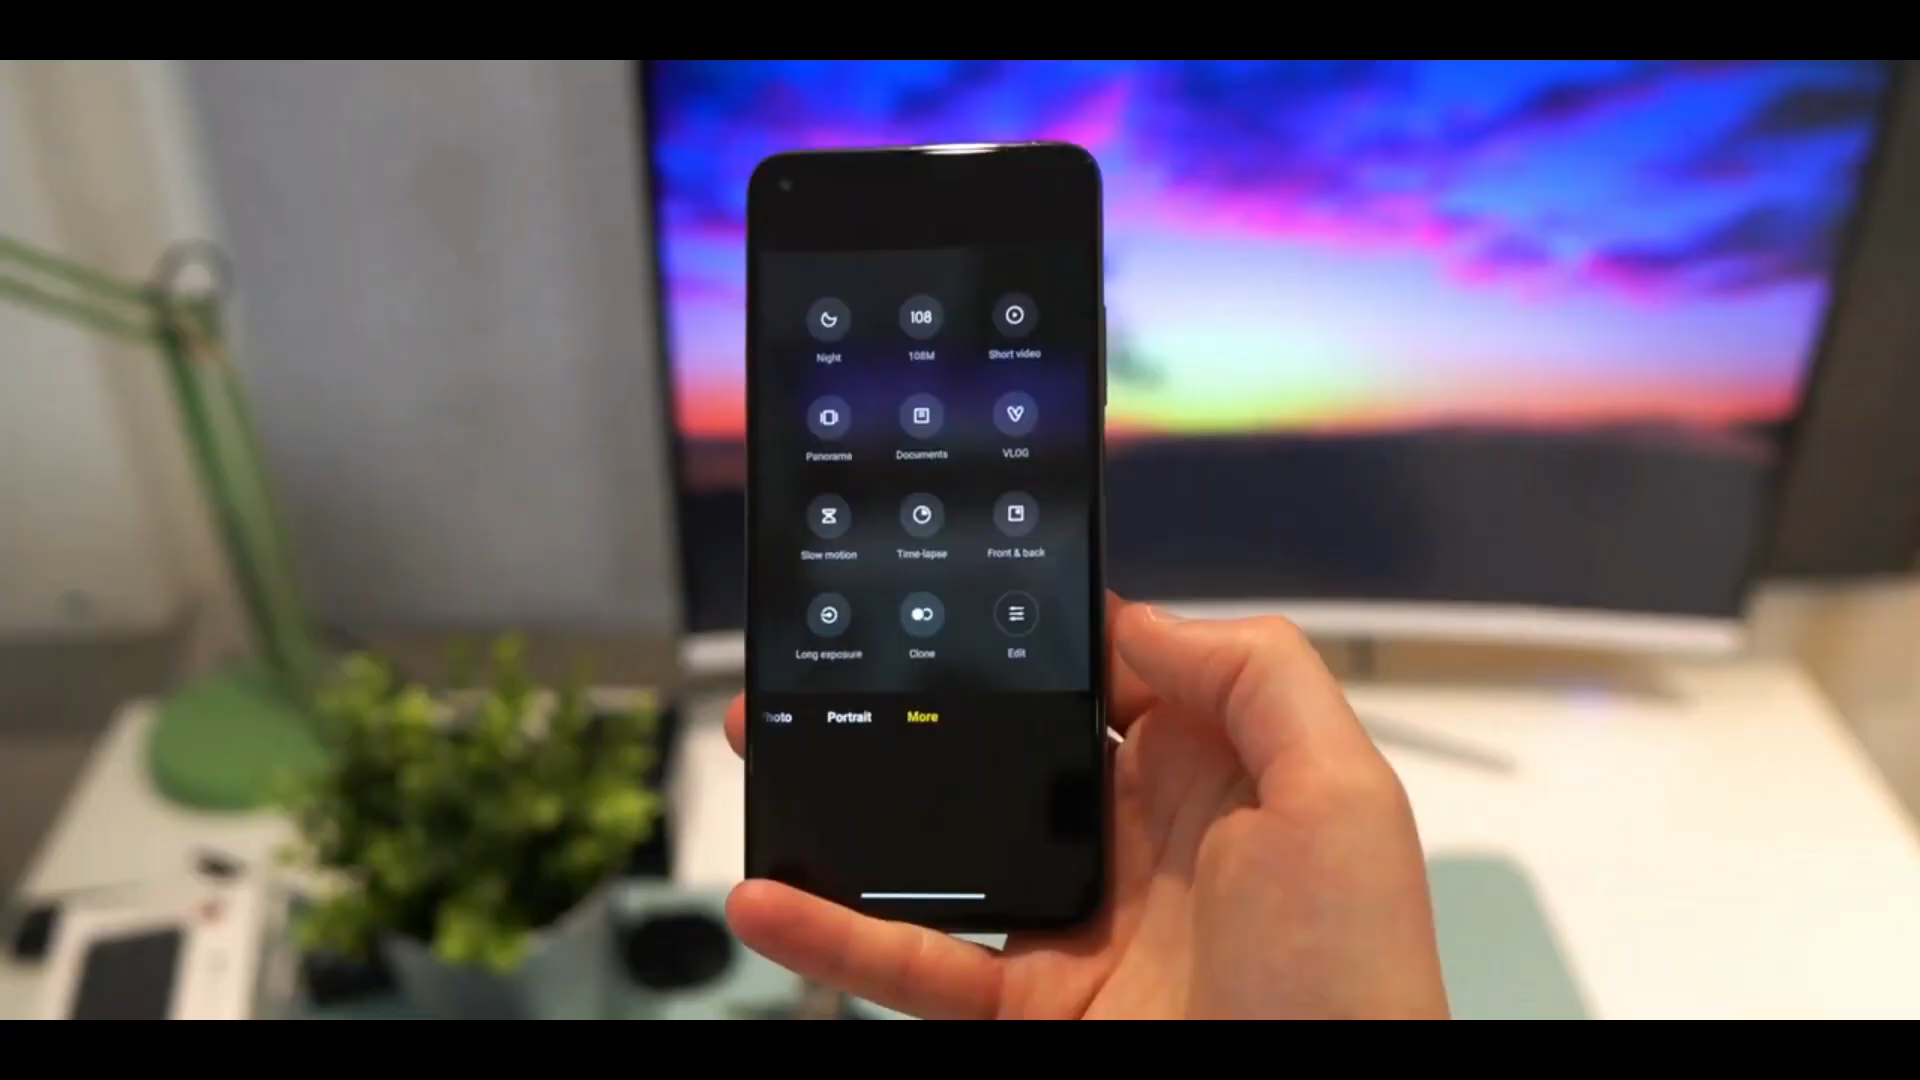 108
Night
108M
Short video
Panorama
Documents
VLOG
Slow motion
Time-lapse
Front & back
Long exposure
Clone
Edit
hoto
Portrait
More